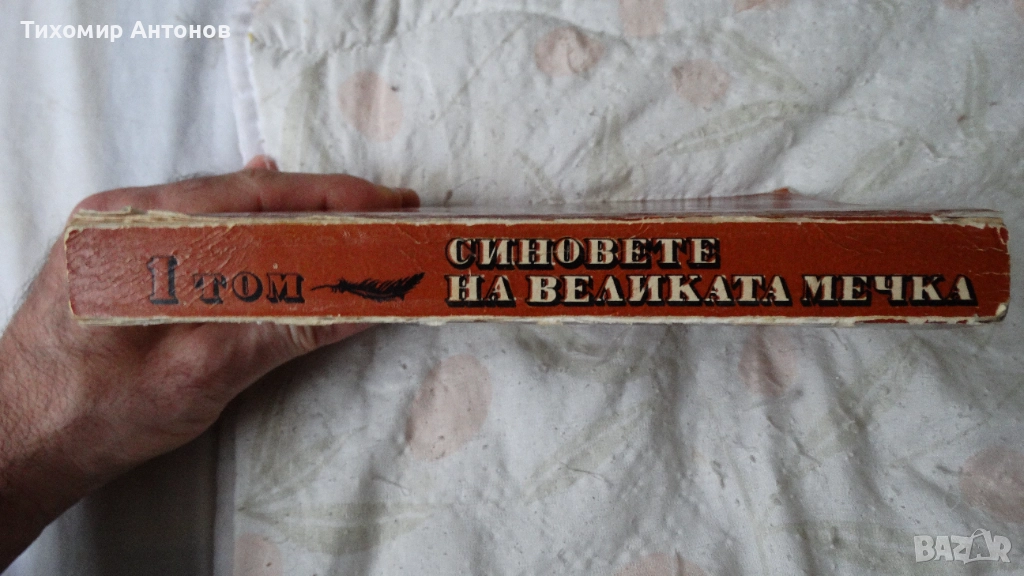 Тихомир Антонов
1 ТОМ
СИНОВЕТЕ
НА ВЕЛИКАТА МЕЧКА
BAZAR